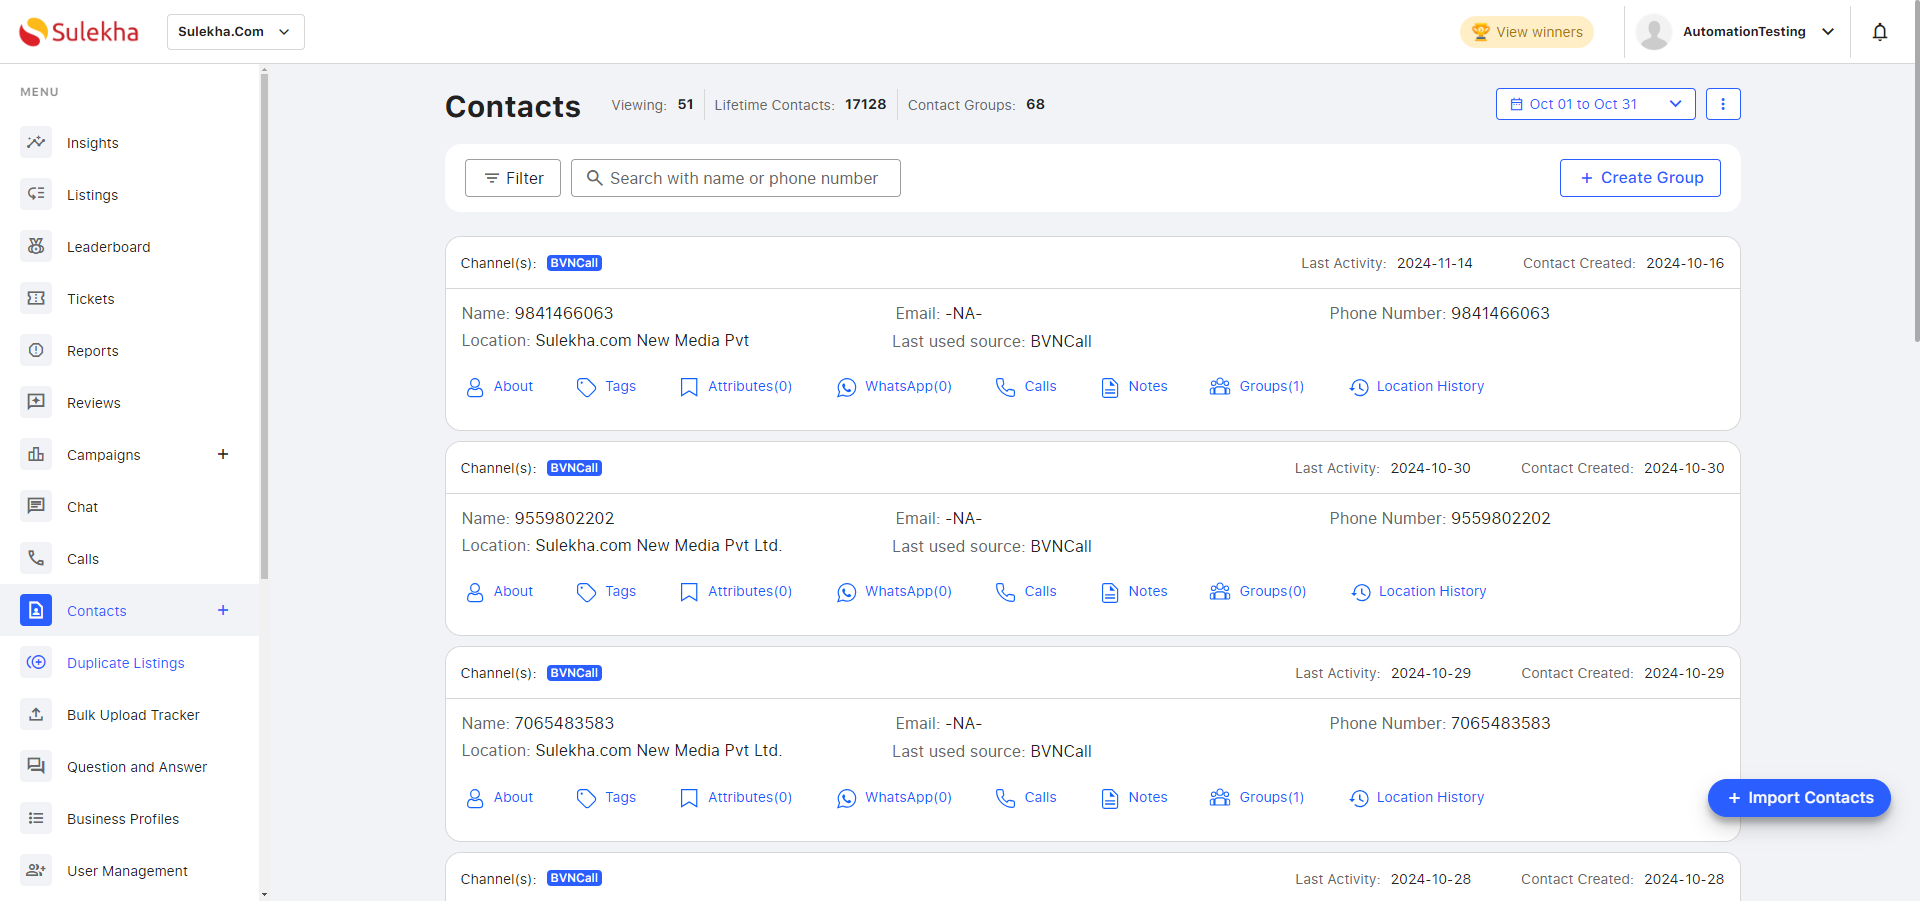 Sulekha
Sulekha.Com
View winners
AutomationTesting
MENU
Insights
Listings
Leaderboard
Tickets
Reports
Reviews
Campaigns +
Chat
Calls
Contacts +
Duplicate Listings
Bulk Upload Tracker
Question and Answer
Business Profiles
User Management
Contacts Viewing: 51 Lifetime Contacts: 17128 Contact Groups: 68
Oct 01 to Oct 31
Filter Search with name or phone number + Create Group
Channel(s): BVNCall Last Activity: 2024-11-14 Contact Created: 2024-10-16
Name: 9841466063 Email: -NA- Phone Number: 9841466063
Location: Sulekha.com New Media Pvt Last used source: BVNCall
About Tags Attributes(0) WhatsApp(0) Calls Notes Groups(1) Location History
Channel(s): BVNCall Last Activity: 2024-10-30 Contact Created: 2024-10-30
Name: 9559802202 Email: -NA- Phone Number: 9559802202
Location: Sulekha.com New Media Pvt Ltd. Last used source: BVNCall
About Tags Attributes(0) WhatsApp(0) Calls Notes Groups(0) Location History
Channel(s): BVNCall Last Activity: 2024-10-29 Contact Created: 2024-10-29
Name: 7065483583 Email: -NA- Phone Number: 7065483583
Location: Sulekha.com New Media Pvt Ltd. Last used source: BVNCall
About Tags Attributes(0) WhatsApp(0) Calls Notes Groups(1) Location History
+ Import Contacts
Channel(s): BVNCall Last Activity: 2024-10-28 Contact Created: 2024-10-28